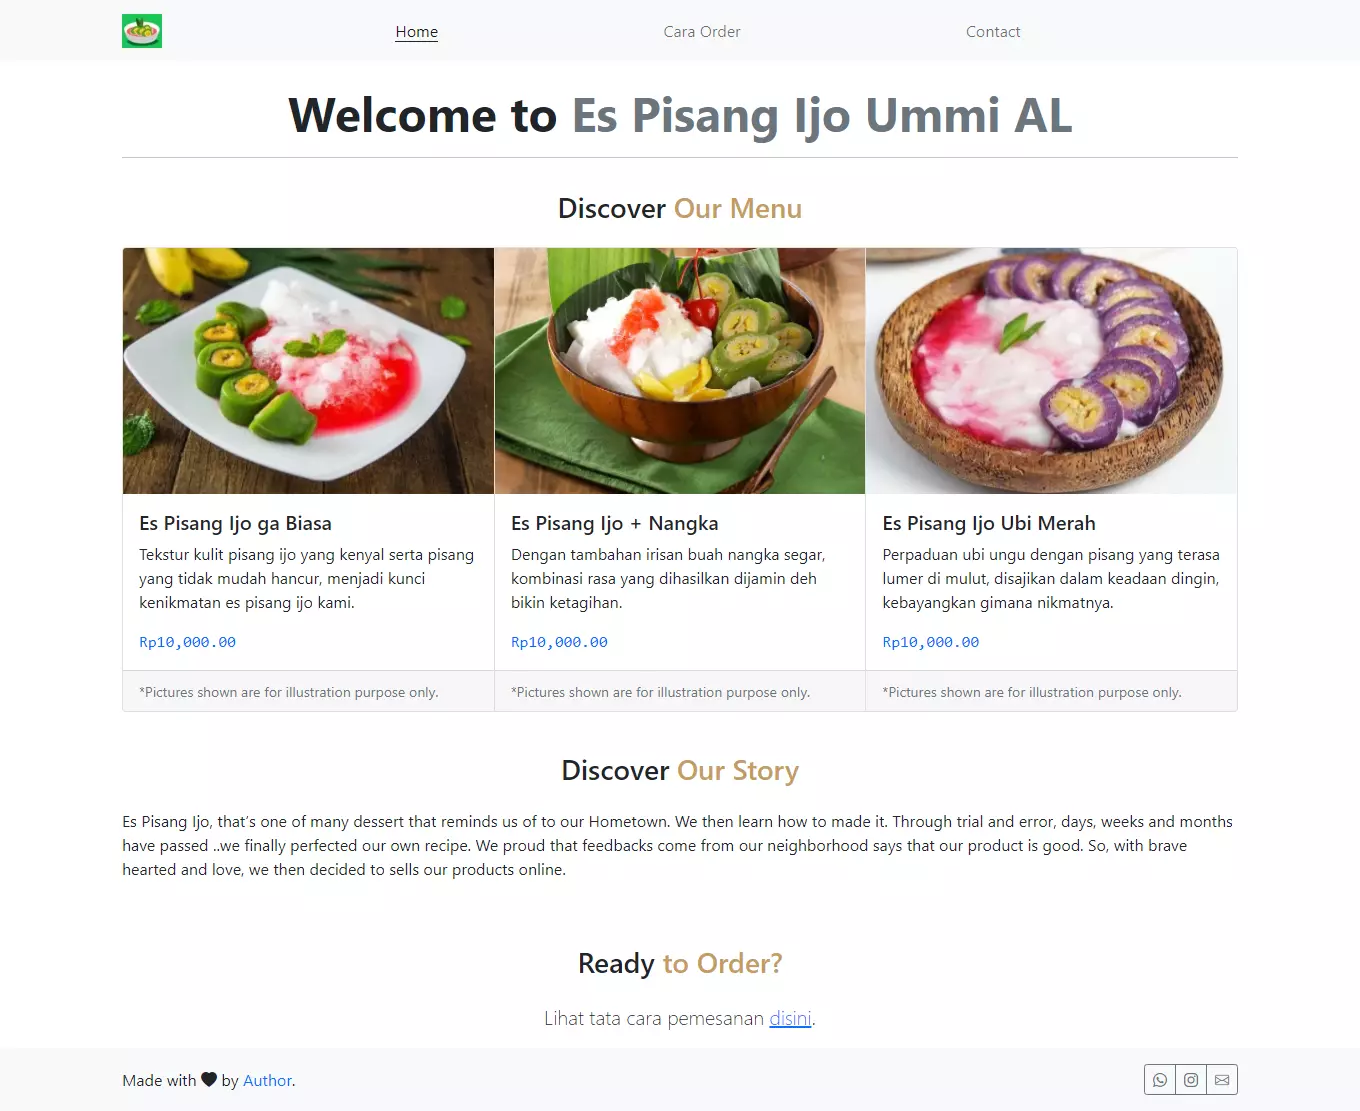 Home
Cara Order
Contact
Welcome to Es Pisang Ijo Ummi AL
Discover Our Menu
Es Pisang Ijo ga Biasa
Tekstur kulit pisang ijo yang kenyal serta pisang
yang tidak mudah hancur, menjadi kunci
kenikmatan es pisang ijo kami.
Rp10,000.00
*Pictures shown are for illustration purpose only.
Es Pisang Ijo + Nangka
Dengan tambahan irisan buah nangka segar,
kombinasi rasa yang dihasilkan dijamin deh
bikin ketagihan.
Rp10,000.00
*Pictures shown are for illustration purpose only.
Es Pisang Ijo Ubi Merah
Perpaduan ubi ungu dengan pisang yang terasa
lumer di mulut, disajikan dalam keadaan dingin,
kebayangkan gimana nikmatnya.
Rp10,000.00
*Pictures shown are for illustration purpose only.
Discover Our Story
Es Pisang Ijo, that's one of many dessert that reminds us of to our Hometown. We then learn how to made it. Through trial and error, days, weeks and months
have passed ..we finally perfected our own recipe. We proud that feedbacks come from our neighborhood says that our product is good. So, with brave
hearted and love, we then decided to sells our products online.
Ready to Order?
Lihat tata cara pemesanan disini.
Made with 🖤 by Author.